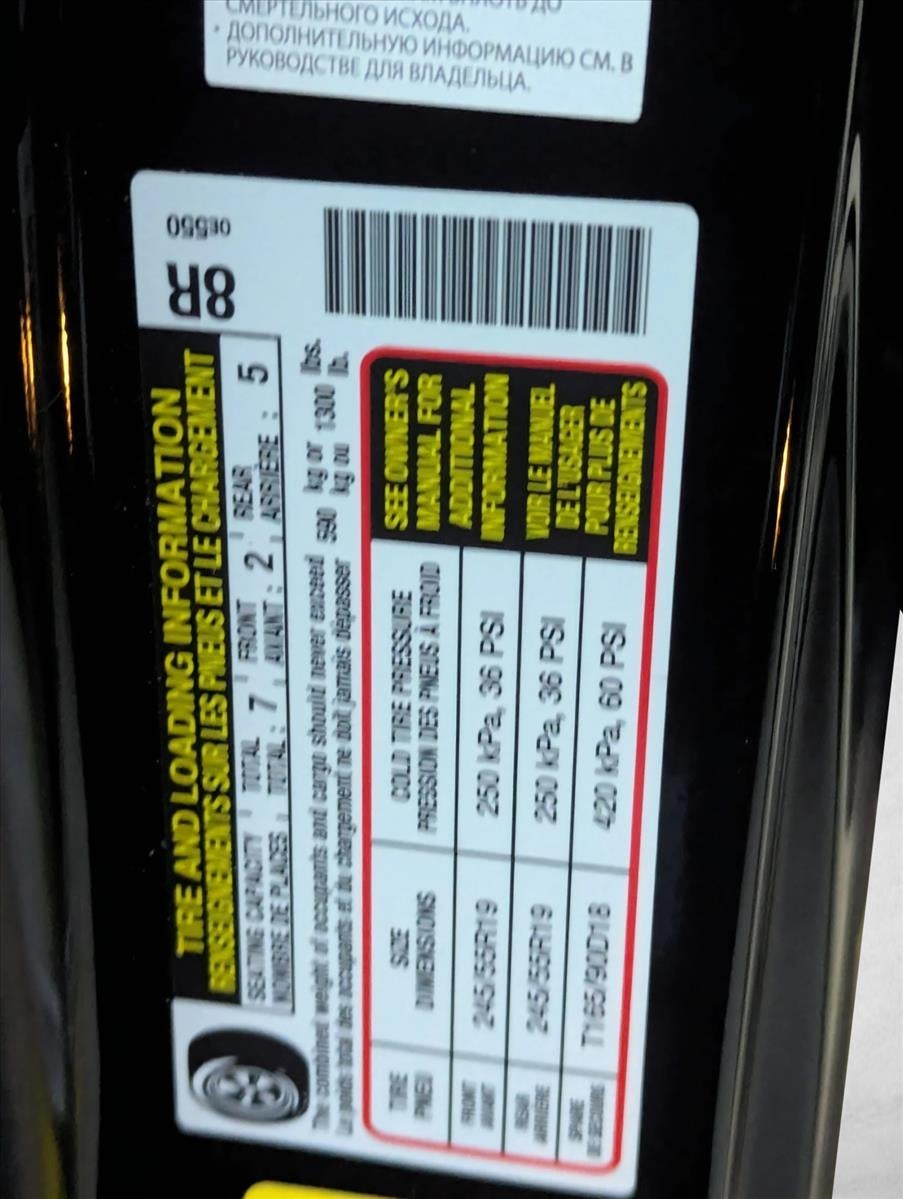 СМЕРТЕЛЬНОГО ИСХОДА.
• ДОПОЛНИТЕЛЬНУЮ ИНФОРМАЦИЮ СМ. В
РУКОВОДСТВЕ ДЛЯ ВЛАДЕЛЬЦА.
TIRE AND LOADING INFORMATION
RENSEIGNEMENTS SUR LES PNEUS ET LE CHARGEMENT
8R 0E550
SEATING CAPACITY TOTAL FRONT REAR
NOMBRE DE PLACES TOTAL : 7 AVANT : 2 ARRIÈRE : 5
The combined weight of occupants and cargo should never exceed 590 kg or 1300 lbs.
Le poids total des occupants et du chargement ne doit jamais dépasser kg ou lb.
TIRE SIZE COLD TIRE PRESSURE
PNEU DIMENSIONS PRESSION DES PNEUS À FROID
FRONT
AVANT 245/55R19 250 kPa, 36 PSI
REAR
ARRIÈRE 245/55R19 250 kPa, 36 PSI
SPARE
DE SECOURS T165/90D18 420 kPa, 60 PSI
SEE OWNER'S
MANUAL FOR
ADDITIONAL
INFORMATION
VOIR LE MANUEL
DE L'USAGER
POUR PLUS DE
RENSEIGNEMENTS